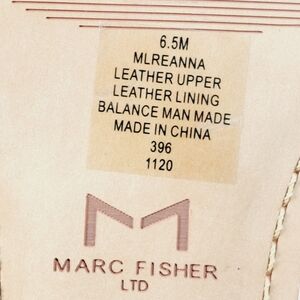 6.5M
MLREANNA
LEATHER UPPER
LEATHER LINING
BALANCE MAN MADE
MADE IN CHINA
396
1120
MARC FISHER
LTD